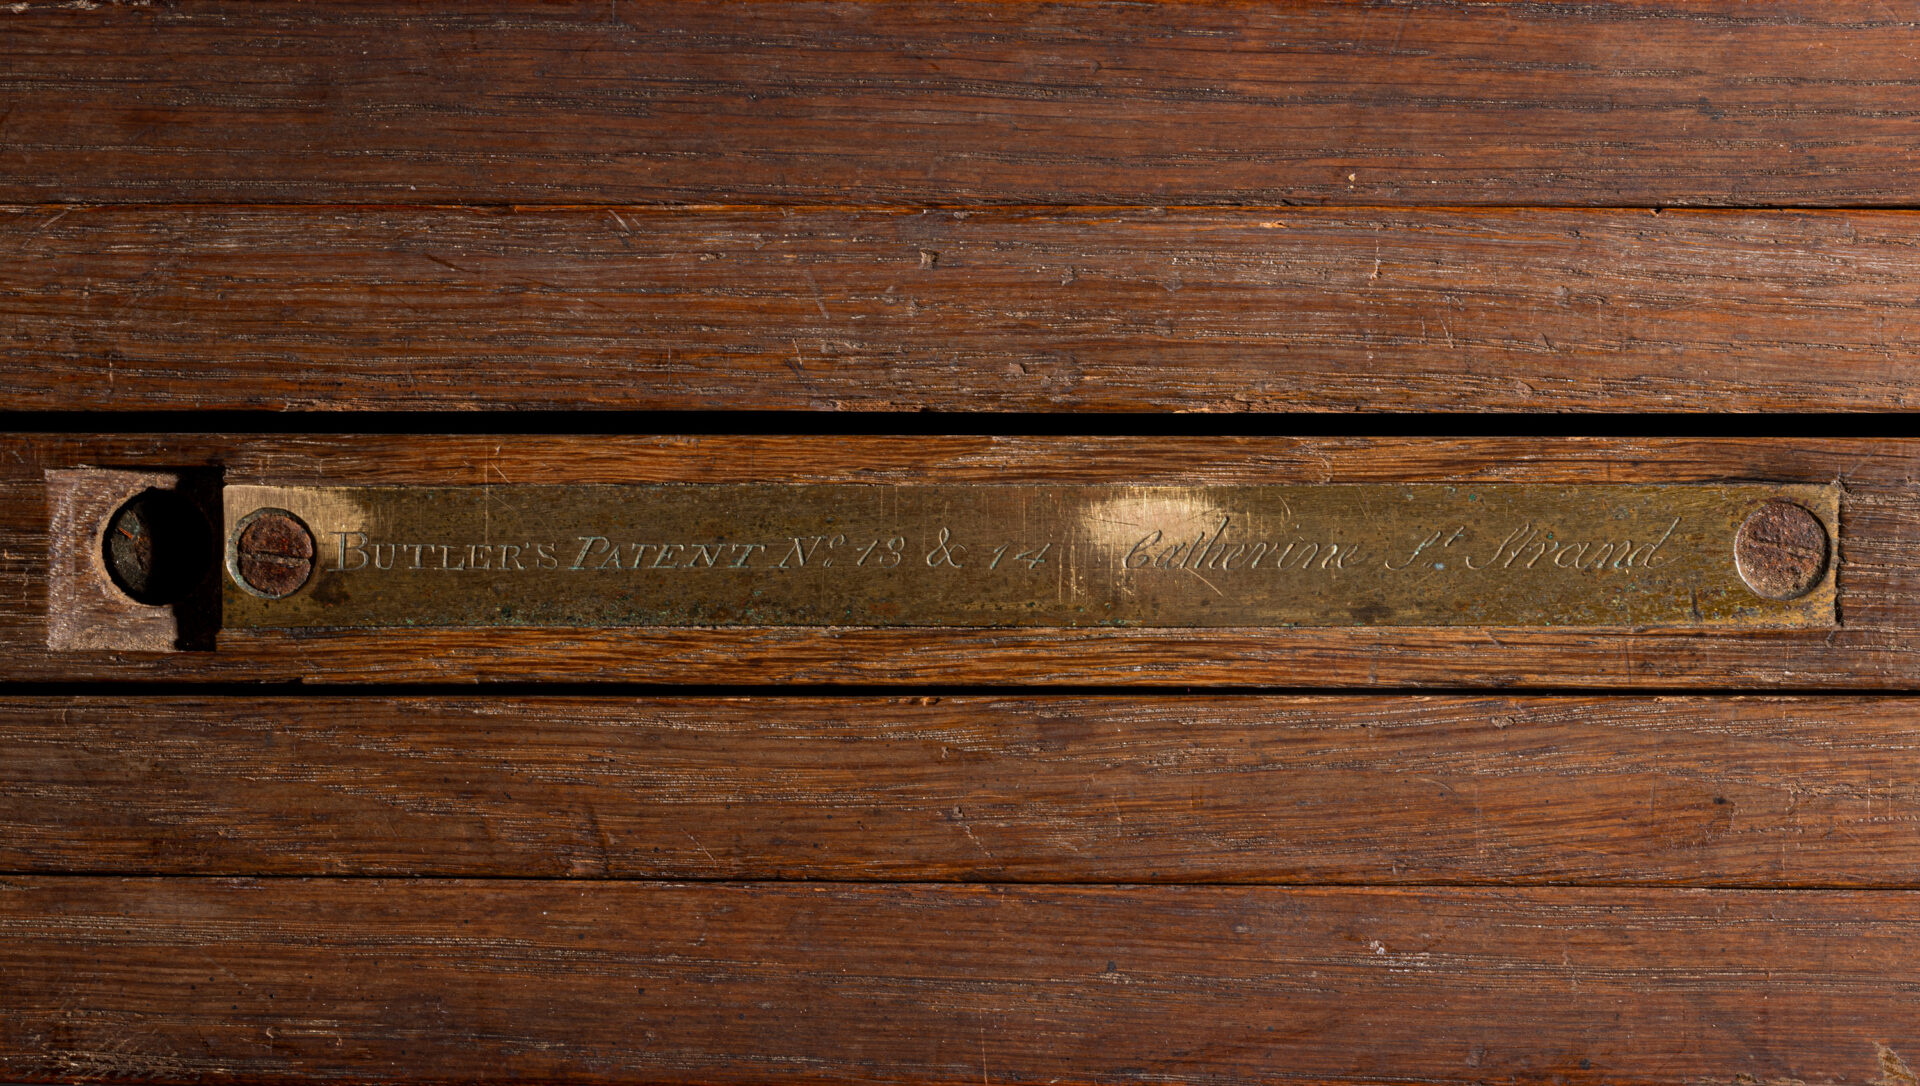 BUTLER'S PATENT No. 13 & 14 Catherine St. Strand